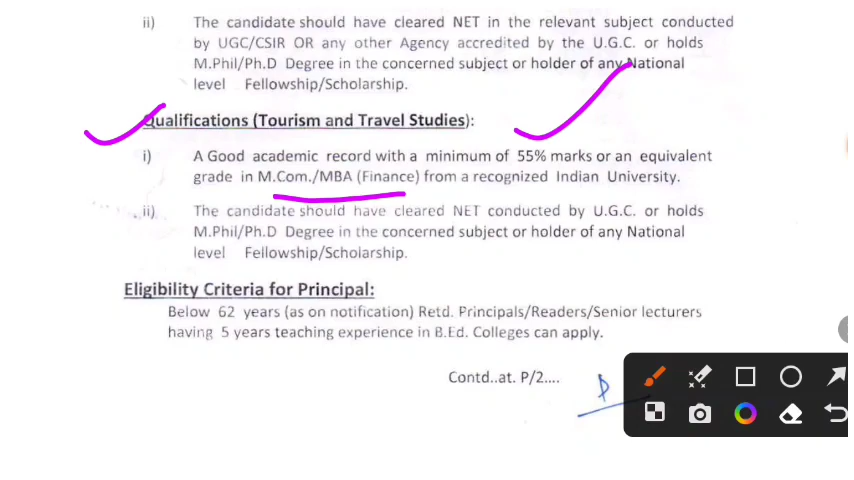 ii) The candidate should have cleared NET in the relevant subject conducted
by UGC/CSIR OR any other Agency accredited by the U.G.C. or holds
M.Phil/Ph.D Degree in the concerned subject or holder of any National
level Fellowship/Scholarship.
Qualifications (Tourism and Travel Studies):
i) A Good academic record with a minimum of 55% marks or an equivalent
grade in M.Com./MBA (Finance) from a recognized Indian University.
ii) The candidate should have cleared NET conducted by U.G.C. or holds
M.Phil/Ph.D Degree in the concerned subject or holder of any National
level Fellowship/Scholarship.
Eligibility Criteria for Principal:
Below 62 years (as on notification) Retd. Principals/Readers/Senior lecturers
having 5 years teaching experience in B.Ed. Colleges can apply.
Contd..at. P/2....